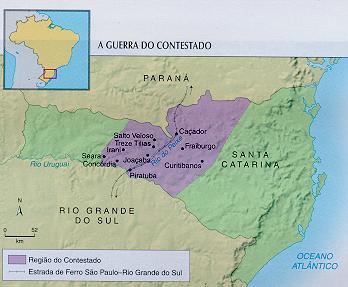 A GUERRA DO CONTESTADO
PARANÁ
Salto Veloso
Caçador
Treze Tílias
Rio do Peixe
Irani
Fraiburgo
Seara
Joaçaba
SANTA
CATARINA
Rio Uruguai
Concórdia
Curitibanos
Piratuba
RIO GRANDE
DO SUL
N
0
52
km
OCEANO
ATLÂNTICO
Região do Contestado
Estrada de Ferro São Paulo–Rio Grande do Sul